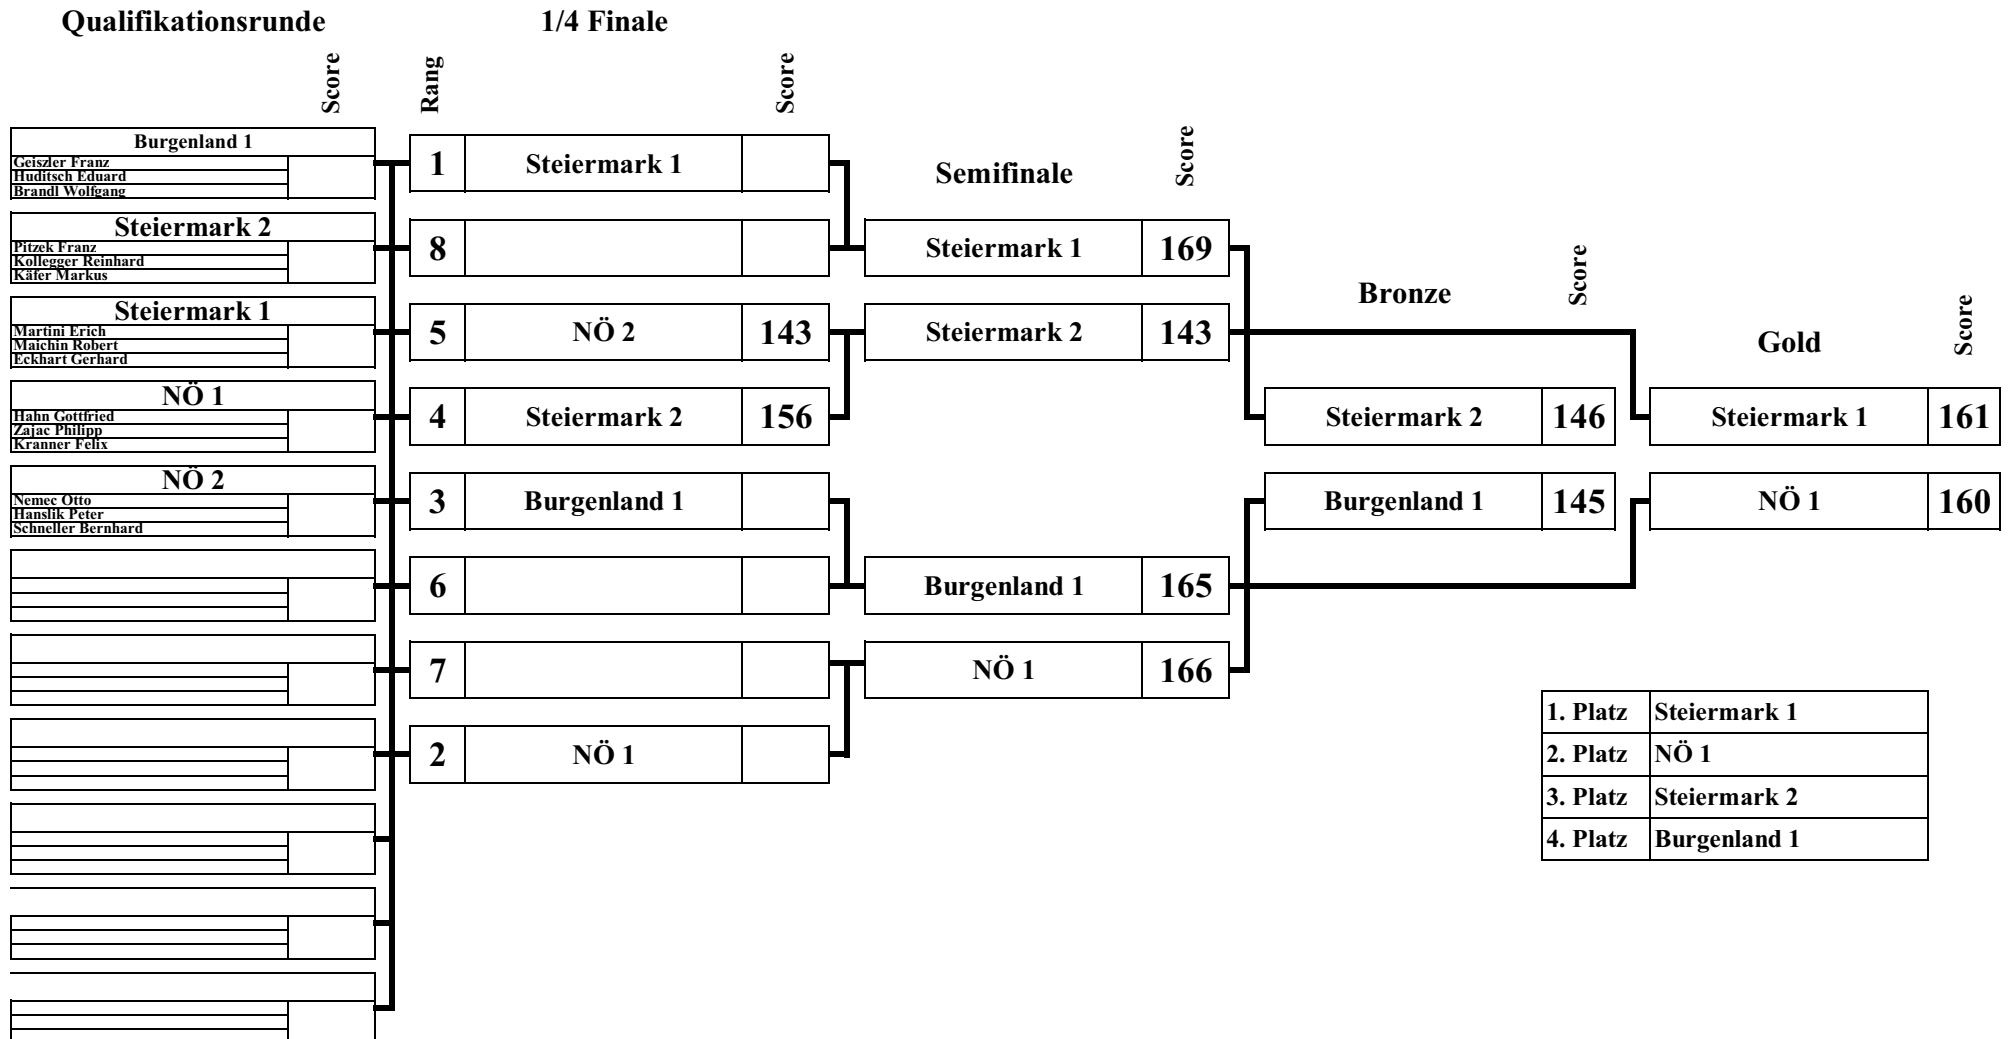 Qualifikationsrunde
1/4 Finale
Score
Rang
Score
Burgenland 1
Geiszler Franz
Huditsch Eduard
Brandl Wolfgang
Steiermark 2
Pitzek Franz
Kollegger Reinhard
Käfer Markus
Steiermark 1
Martini Erich
Maichin Robert
Eckhart Gerhard
NÖ 1
Hahn Gottfried
Zajac Philipp
Kranner Felix
NÖ 2
Nemec Otto
Hanslik Peter
Schneller Bernhard
1 Steiermark 1
8
5 NÖ 2 143
4 Steiermark 2 156
3 Burgenland 1
6
7
2 NÖ 1
Semifinale
Score
Steiermark 1 169
Steiermark 2 143
Burgenland 1 165
NÖ 1 166
Bronze
Score
Steiermark 2 146
Burgenland 1 145
Gold
Score
Steiermark 1 161
NÖ 1 160
1. Platz Steiermark 1
2. Platz NÖ 1
3. Platz Steiermark 2
4. Platz Burgenland 1